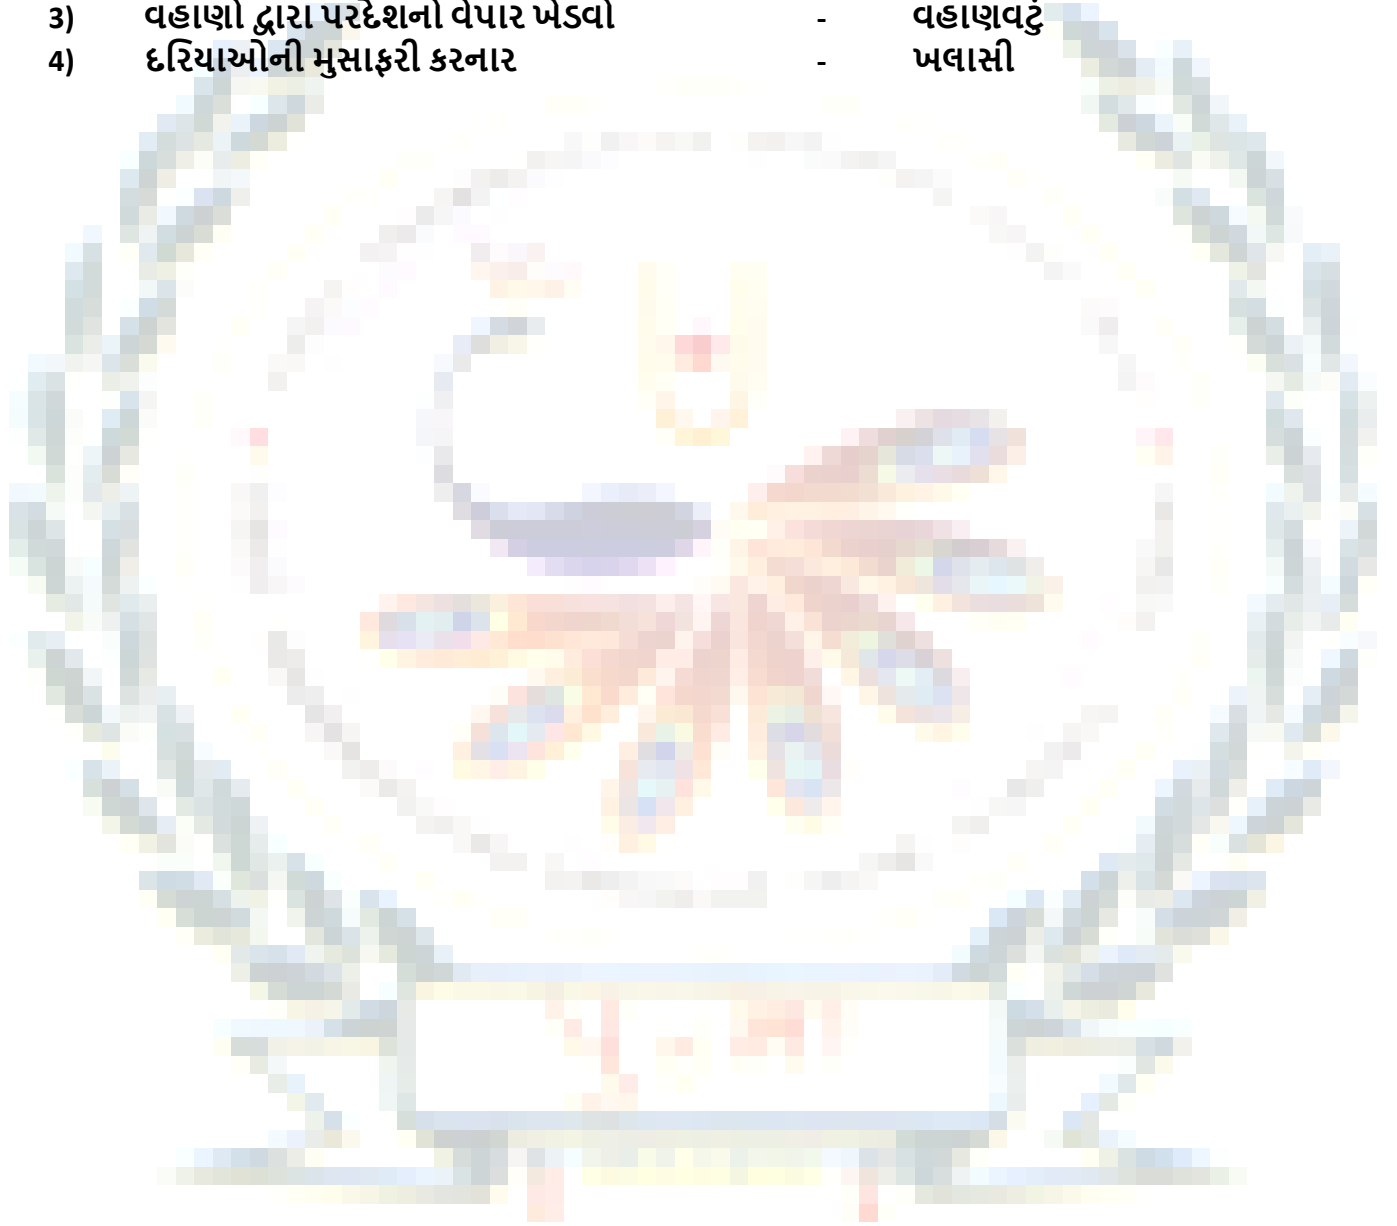 3) વહાણો દ્વારા પરદેશનો વેપાર ખેડવો - વહાણવટું
4) દરિયાઓની મુસાફરી કરનાર - ખલાસી